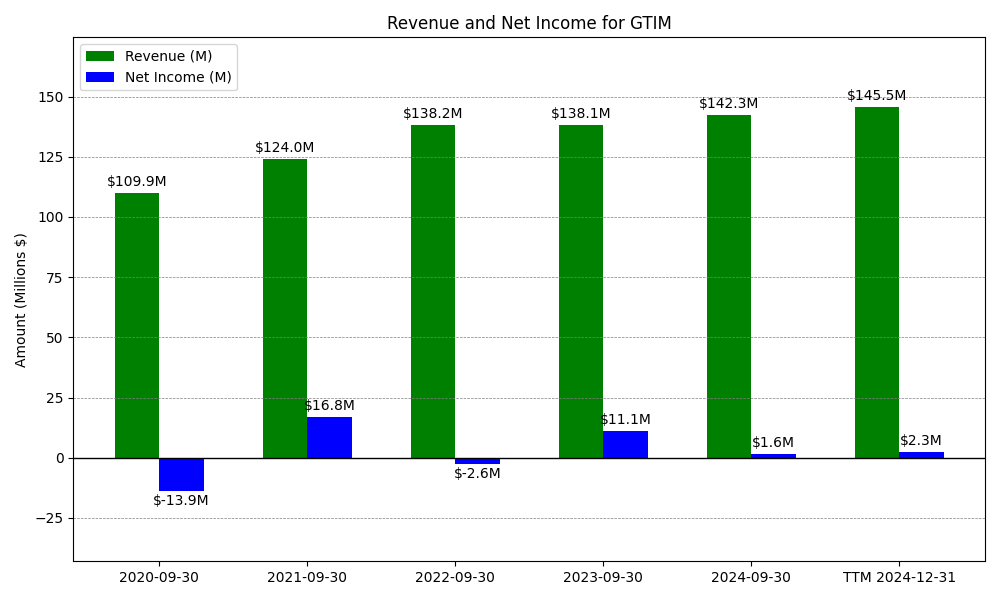 Revenue and Net Income for GTIM
Revenue (M)
Net Income (M)
Amount (Millions $)
150
125
100
75
50
25
0
−25
$109.9M
$124.0M
$138.2M
$138.1M
$142.3M
$145.5M
$-13.9M
$16.8M
$-2.6M
$11.1M
$1.6M
$2.3M
2020-09-30
2021-09-30
2022-09-30
2023-09-30
2024-09-30
TTM 2024-12-31